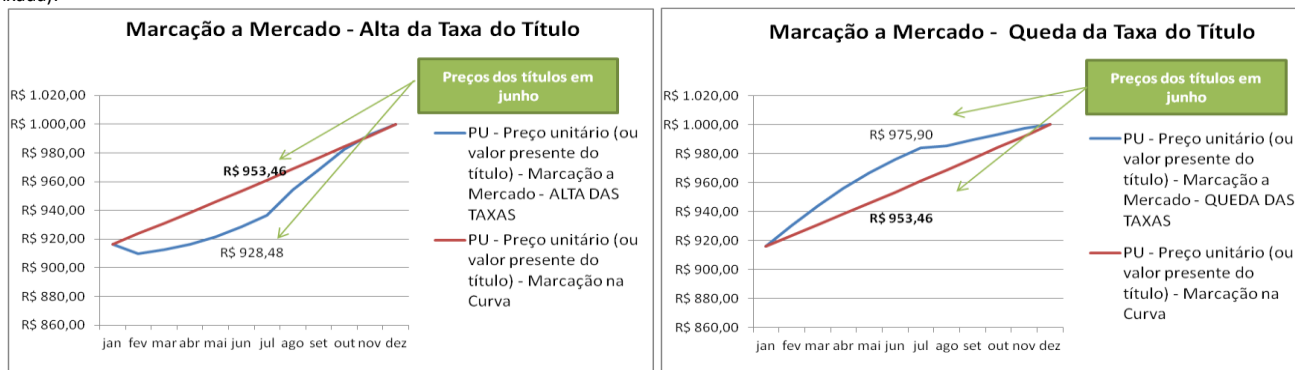 Marcação a Mercado - Alta da Taxa do Título
Preços dos títulos em
junho
R$ 1.020,00
R$ 1.000,00
R$ 980,00
R$ 960,00
R$ 940,00
R$ 920,00
R$ 900,00
R$ 880,00
R$ 860,00
R$ 953,46
R$ 928,48
jan fev mar abr mai jun jul ago set out nov dez
PU - Preço unitário (ou
valor presente do
título) - Marcação a
Mercado - ALTA DAS
TAXAS
PU - Preço unitário (ou
valor presente do
título) - Marcação na
Curva
Marcação a Mercado - Queda da Taxa do Título
Preços dos títulos em
junho
R$ 1.020,00
R$ 1.000,00
R$ 980,00
R$ 960,00
R$ 940,00
R$ 920,00
R$ 900,00
R$ 880,00
R$ 860,00
R$ 975,90
R$ 953,46
jan fev mar abr mai jun jul ago set out nov dez
PU - Preço unitário (ou
valor presente do
título) - Marcação a
Mercado - QUEDA DAS
TAXAS
PU - Preço unitário (ou
valor presente do
título) - Marcação na
Curva